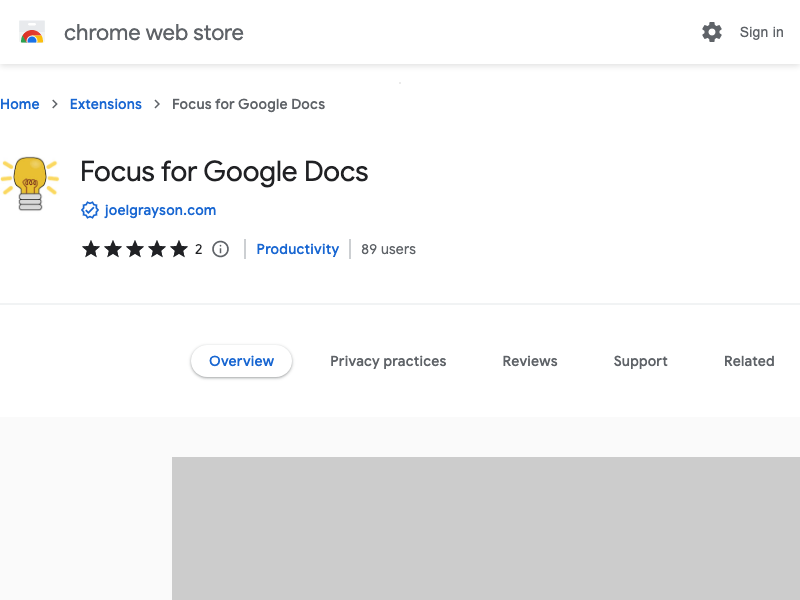 chrome web store
Sign in
Home > Extensions > Focus for Google Docs
Focus for Google Docs
joelgrayson.com
2
Productivity
89 users
Overview
Privacy practices
Reviews
Support
Related